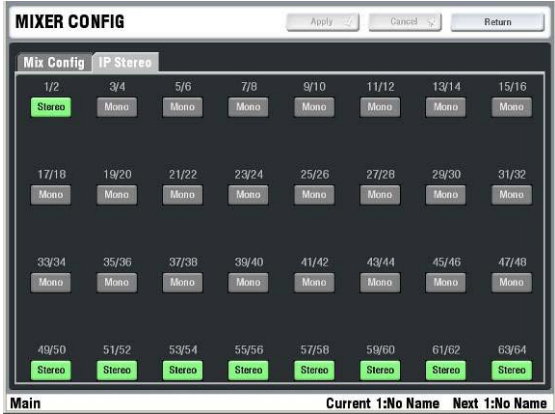 MIXER CONFIG Apply Cancel Return
Mix Config IP Stereo
1/2 3/4 5/6 7/8 9/10 11/12 13/14 15/16
Stereo Mono Mono Mono Mono Mono Mono Mono
17/18 19/20 21/22 23/24 25/26 27/28 29/30 31/32
Mono Mono Mono Mono Mono Mono Mono Mono
33/34 35/36 37/38 39/40 41/42 43/44 45/46 47/48
Mono Mono Mono Mono Mono Mono Mono Mono
49/50 51/52 53/54 55/56 57/58 59/60 61/62 63/64
Stereo Stereo Stereo Stereo Stereo Stereo Stereo Stereo
Main Current 1:No Name Next 1:No Name